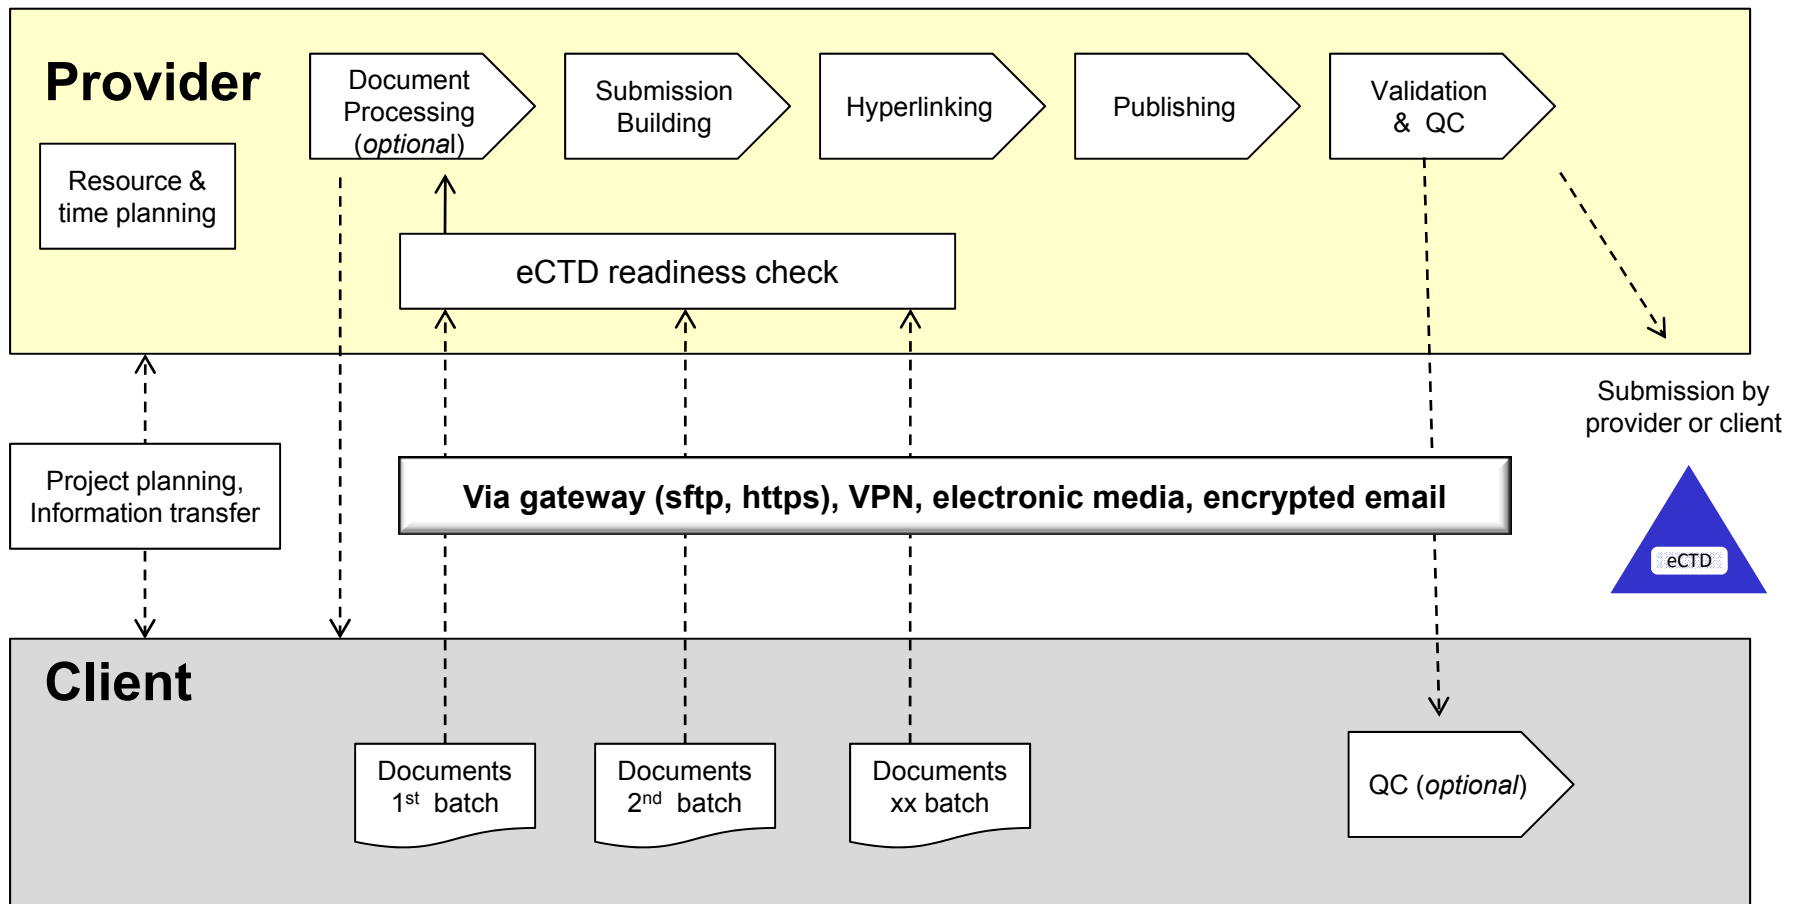 Provider
Document
Processing
(optional)
Submission
Building
Hyperlinking
Publishing
Validation
& QC
Resource &
time planning
eCTD readiness check
Submission by
provider or client
Project planning,
Information transfer
Via gateway (sftp, https), VPN, electronic media, encrypted email
eCTD
Client
Documents
1st batch
Documents
2nd batch
Documents
xx batch
QC (optional)